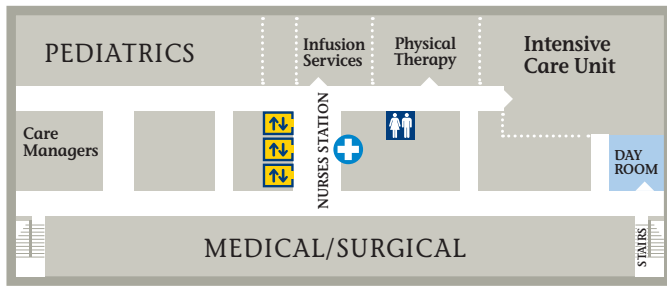 PEDIATRICS
Infusion
Services
Physical
Therapy
Intensive
Care Unit
Care
Managers
NURSES STATION
DAY
ROOM
MEDICAL/SURGICAL
STAIRS